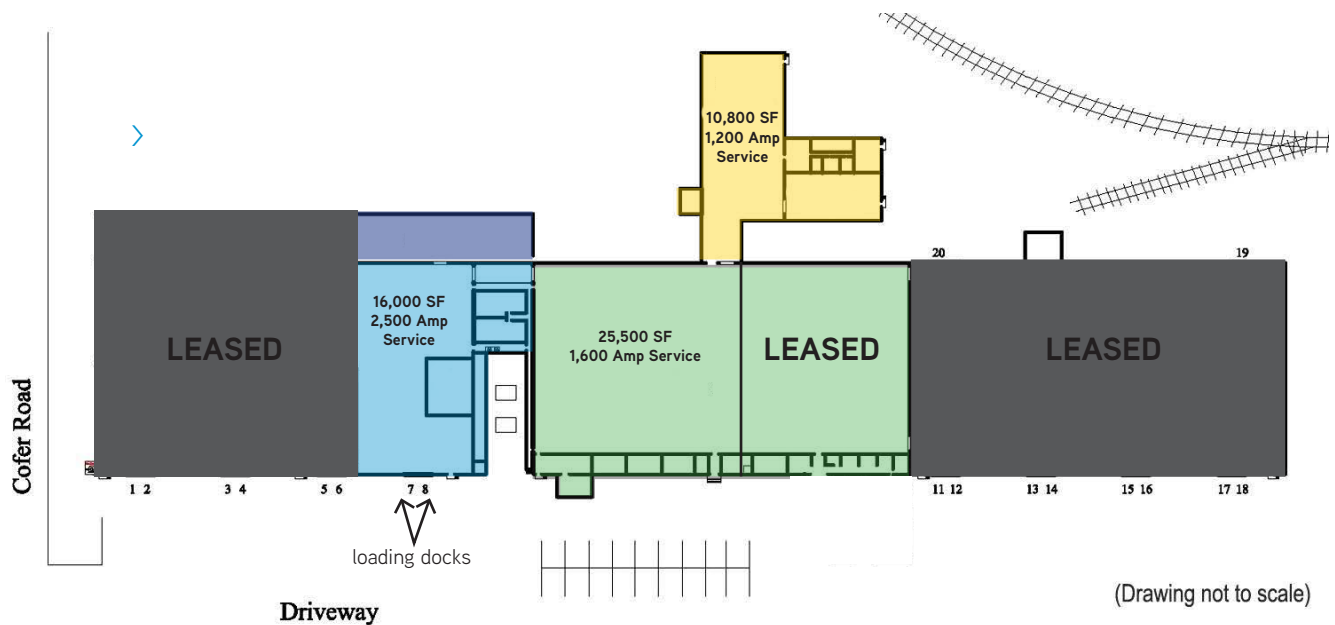 10,800 SF
1,200 Amp
Service
20
19
16,000 SF
2,500 Amp
Service
LEASED
25,500 SF
1,600 Amp Service
LEASED
LEASED
Cofer Road
1 2
3 4
5 6
7 8
11 12
13 14
15 16
17 18
loading docks
Driveway
(Drawing not to scale)